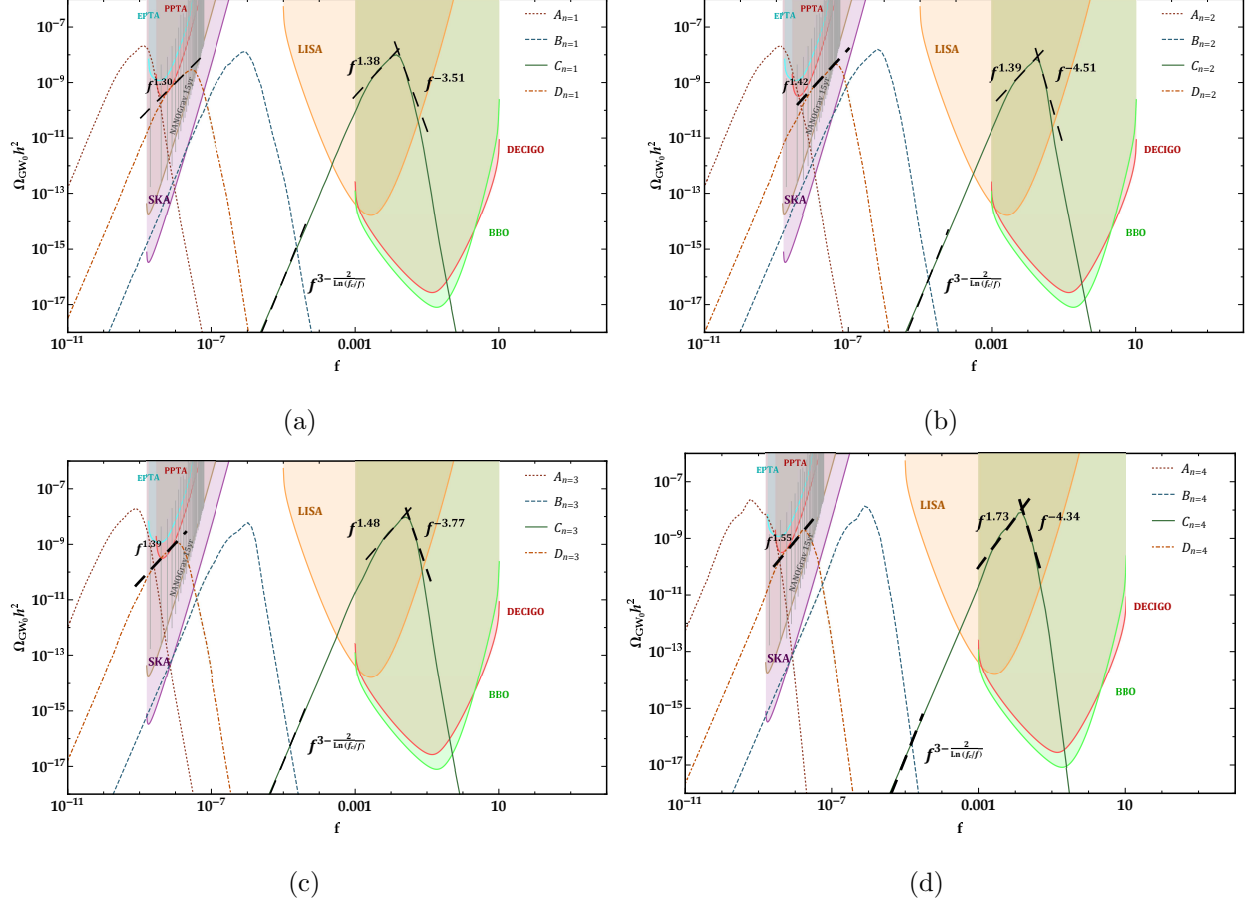 10⁻⁷
10⁻⁹
10⁻¹¹
10⁻¹³
10⁻¹⁵
10⁻¹⁷
Ω_GW₀ h²
EPTA
PPTA
NANOGrav 15yr
SKA
LISA
DECIGO
BBO
f^1.30
f^1.38
f^-3.51
f^(3-2/Ln(f_c/f))
A_n=1
B_n=1
C_n=1
D_n=1
10⁻¹¹ 10⁻⁷ 0.001 10
f
(a)
10⁻⁷
10⁻⁹
10⁻¹¹
10⁻¹³
10⁻¹⁵
10⁻¹⁷
Ω_GW₀ h²
EPTA
PPTA
NANOGrav 15yr
SKA
LISA
DECIGO
BBO
f^1.42
f^1.39
f^-4.51
f^(3-2/Ln(f_c/f))
A_n=2
B_n=2
C_n=2
D_n=2
10⁻¹¹ 10⁻⁷ 0.001 10
f
(b)
10⁻⁷
10⁻⁹
10⁻¹¹
10⁻¹³
10⁻¹⁵
10⁻¹⁷
Ω_GW₀ h²
EPTA
PPTA
NANOGrav 15yr
SKA
LISA
DECIGO
BBO
f^1.39
f^1.48
f^-3.77
f^(3-2/Ln(f_c/f))
A_n=3
B_n=3
C_n=3
D_n=3
10⁻¹¹ 10⁻⁷ 0.001 10
f
(c)
10⁻⁷
10⁻⁹
10⁻¹¹
10⁻¹³
10⁻¹⁵
10⁻¹⁷
Ω_GW₀ h²
EPTA
PPTA
NANOGrav 15yr
SKA
LISA
DECIGO
BBO
f^1.55
f^1.73
f^-4.34
f^(3-2/Ln(f_c/f))
A_n=4
B_n=4
C_n=4
D_n=4
10⁻¹¹ 10⁻⁷ 0.001 10
f
(d)